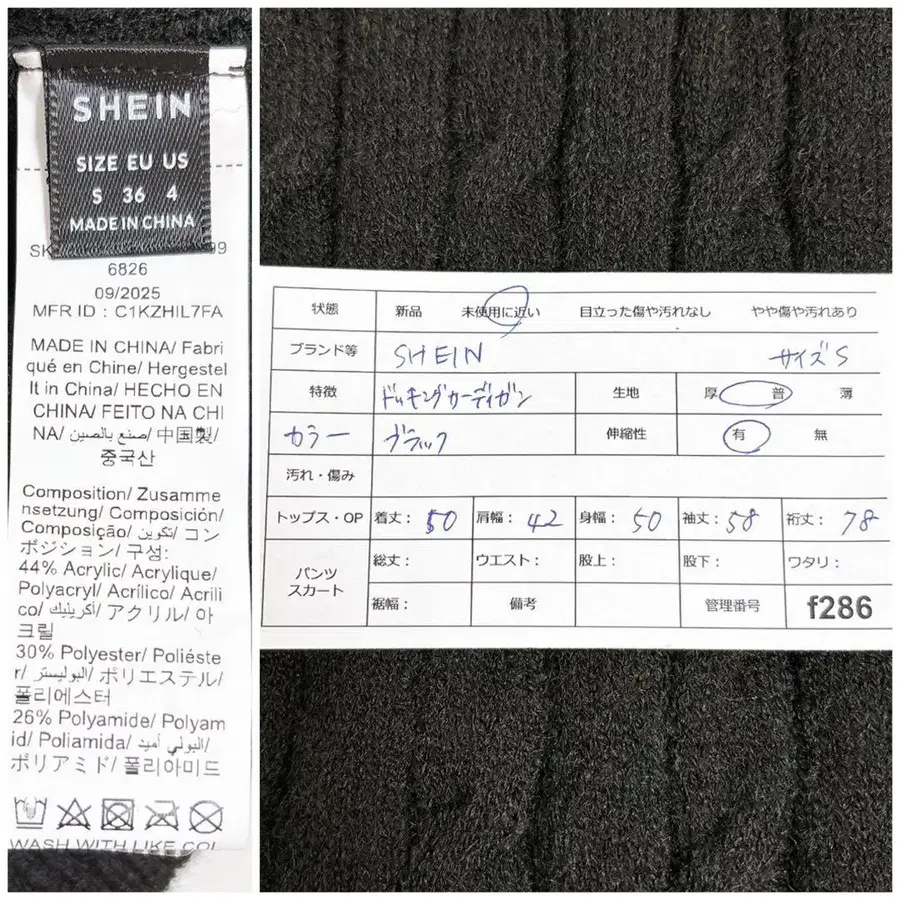 SHEIN
SIZE EU US
S 36 4
MADE IN CHINA
SK 99
6826
09/2025
MFR ID : C1KZHIL7FA
MADE IN CHINA/ Fabri
qué en Chine/ Hergestel
lt in China/ HECHO EN
CHINA/ FEITO NA CHI
NA/ صنع بالصين/ 中国製/
중국산
Composition/ Zusamme
nsetzung/ Composición/
Composição/ تكوين/ コン
ポジション/ 구성:
44% Acrylic/ Acrylique/
Polyacryl/ Acrílico/ Acrili
co/ أكريليك/ アクリル/ 아
크릴
30% Polyester/ Poliéste
r/ البوليستر/ ポリエステル/
폴리에스터
26% Polyamide/ Polyam
id/ Poliamida/ البولي أميد/
ポリアミド/ 폴리아미드
WASH WITH LIKE COL
状態 新品 未使用に近い 目立った傷や汚れなし やや傷や汚れあり
ブランド等 SHEIN サイズS
特徴 ドッキングカーディガン 生地 厚 普 薄
カラー ブラック 伸縮性 有 無
汚れ・傷み
トップス・OP 着丈: 50 肩幅: 42 身幅: 50 袖丈: 58 裄丈: 78
パンツ スカート 総丈: ウエスト: 股上: 股下: ワタリ:
裾幅: 備考 管理番号 f286